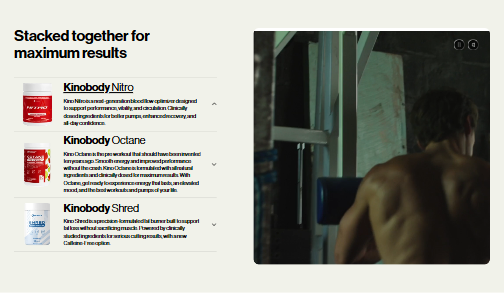 Stacked together for
maximum results
Kinobody Nitro
Kino Nitro is a next-generation blood flow optimizer designed
to support performance, vitality, and circulation. Clinically
dosed ingredients for better pumps, enhanced recovery, and
all-day confidence.
Kinobody Octane
Kino Octane is the pre workout that should have been invented
ten years ago. Smooth energy and improved performance
without the crash. Kino Octane is formulated with all natural
ingredients and clinically dosed for maximum results. With
Octane, get ready to experience energy that lasts, an elevated
mood, and the best workouts and pumps of your life.
Kinobody Shred
Kino Shred is a precision-formulated fat burner built to support
fat loss without sacrificing muscle. Powered by clinically
studied ingredients for serious cutting results, with a new
Caffeine-Free option.
NITRO
SHRED